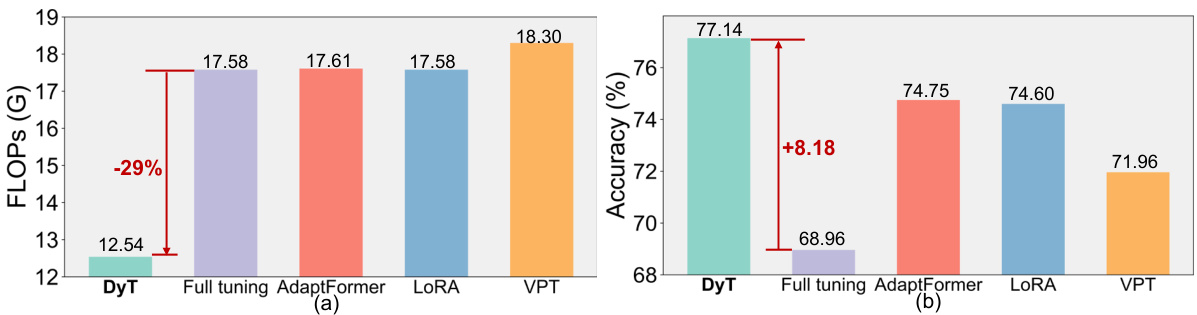 FLOPs (G)
19
18
17
16
15
14
13
12
12.54
17.58
17.61
17.58
18.30
-29%
DyT
Full tuning
AdaptFormer
LoRA
VPT
(a)
Accuracy (%)
76
74
72
70
68
77.14
68.96
74.75
74.60
71.96
+8.18
DyT
Full tuning
AdaptFormer
LoRA
VPT
(b)